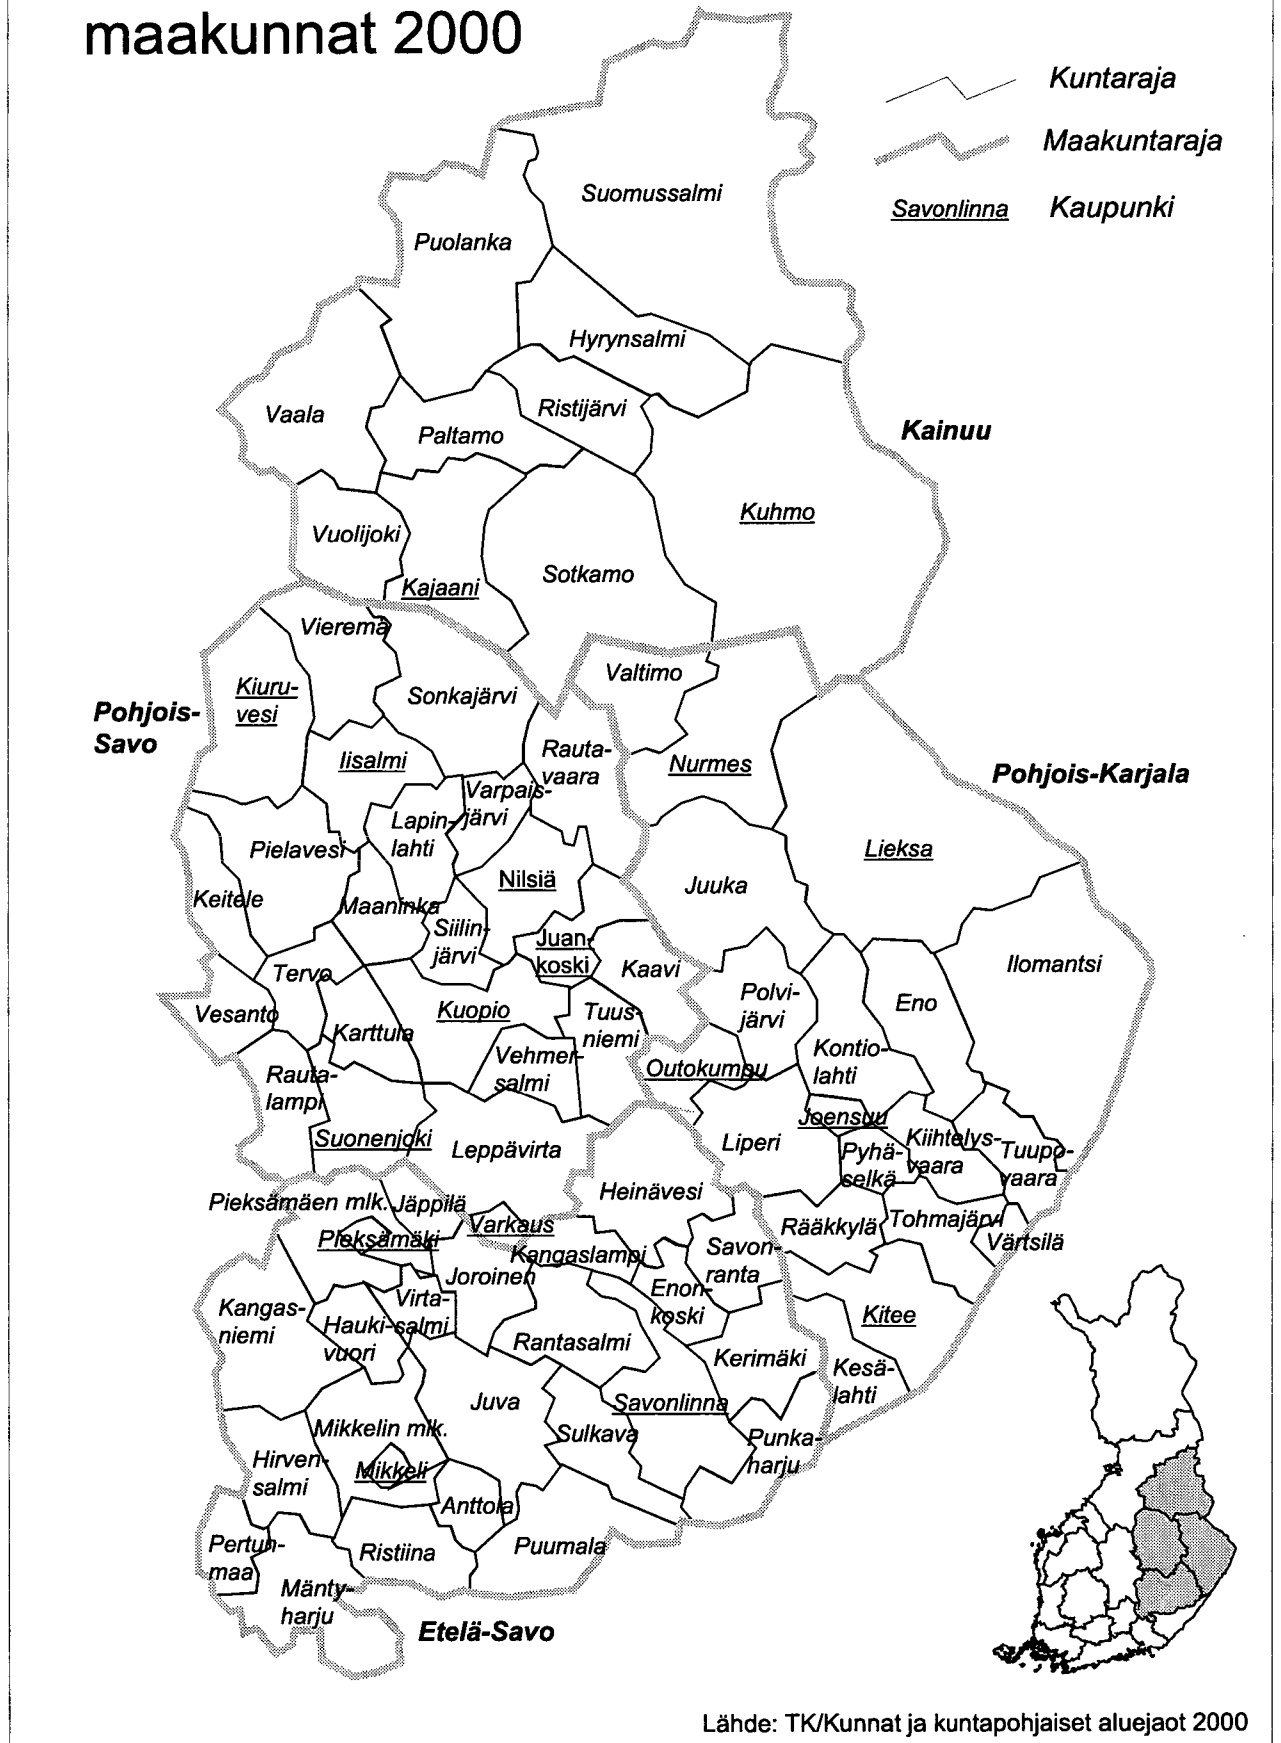 maakunnat 2000
Kuntaraja
Maakuntaraja
Savonlinna Kaupunki
Suomussalmi
Puolanka
Hyrynsalmi
Vaala
Ristijärvi
Paltamo
Kainuu
Kuhmo
Vuolijoki
Sotkamo
Kajaani
Vieremä
Valtimo
Kiuru-
vesi
Sonkajärvi
Pohjois-
Savo
Iisalmi
Rauta-
vaara
Nurmes
Pohjois-Karjala
Varpais-
järvi
Lapin-
lahti
Pielavesi
Lieksa
Nilsiä
Juuka
Keitele
Maaninka
Siilin-
järvi
Juan-
koski
Kaavi
Ilomantsi
Tervo
Polvi-
järvi
Eno
Vesanto
Kuopio
Tuus-
niemi
Karttula
Kontio-
lahti
Vehmer-
salmi
Outokumpu
Rauta-
lampi
Joensuu
Suonenjoki
Leppävirta
Liperi
Pyhä-
selkä
Kiihtelys-
vaara
Tuupo-
vaara
Heinävesi
Pieksämäen mlk.
Jäppilä
Varkaus
Rääkkylä
Tohmajärvi
Värtsilä
Pieksämäki
Kangaslampi
Savon-
ranta
Joroinen
Enon-
koski
Virta-
salmi
Kangas-
niemi
Hauki-
vuori
Kitee
Rantasalmi
Kerimäki
Kesä-
lahti
Juva
Savonlinna
Mikkelin mlk.
Sulkava
Punka-
harju
Hirven-
salmi
Mikkeli
Anttola
Pertun-
maa
Ristiina
Puumala
Mänty-
harju
Etelä-Savo
Lähde: TK/Kunnat ja kuntapohjaiset aluejaot 2000